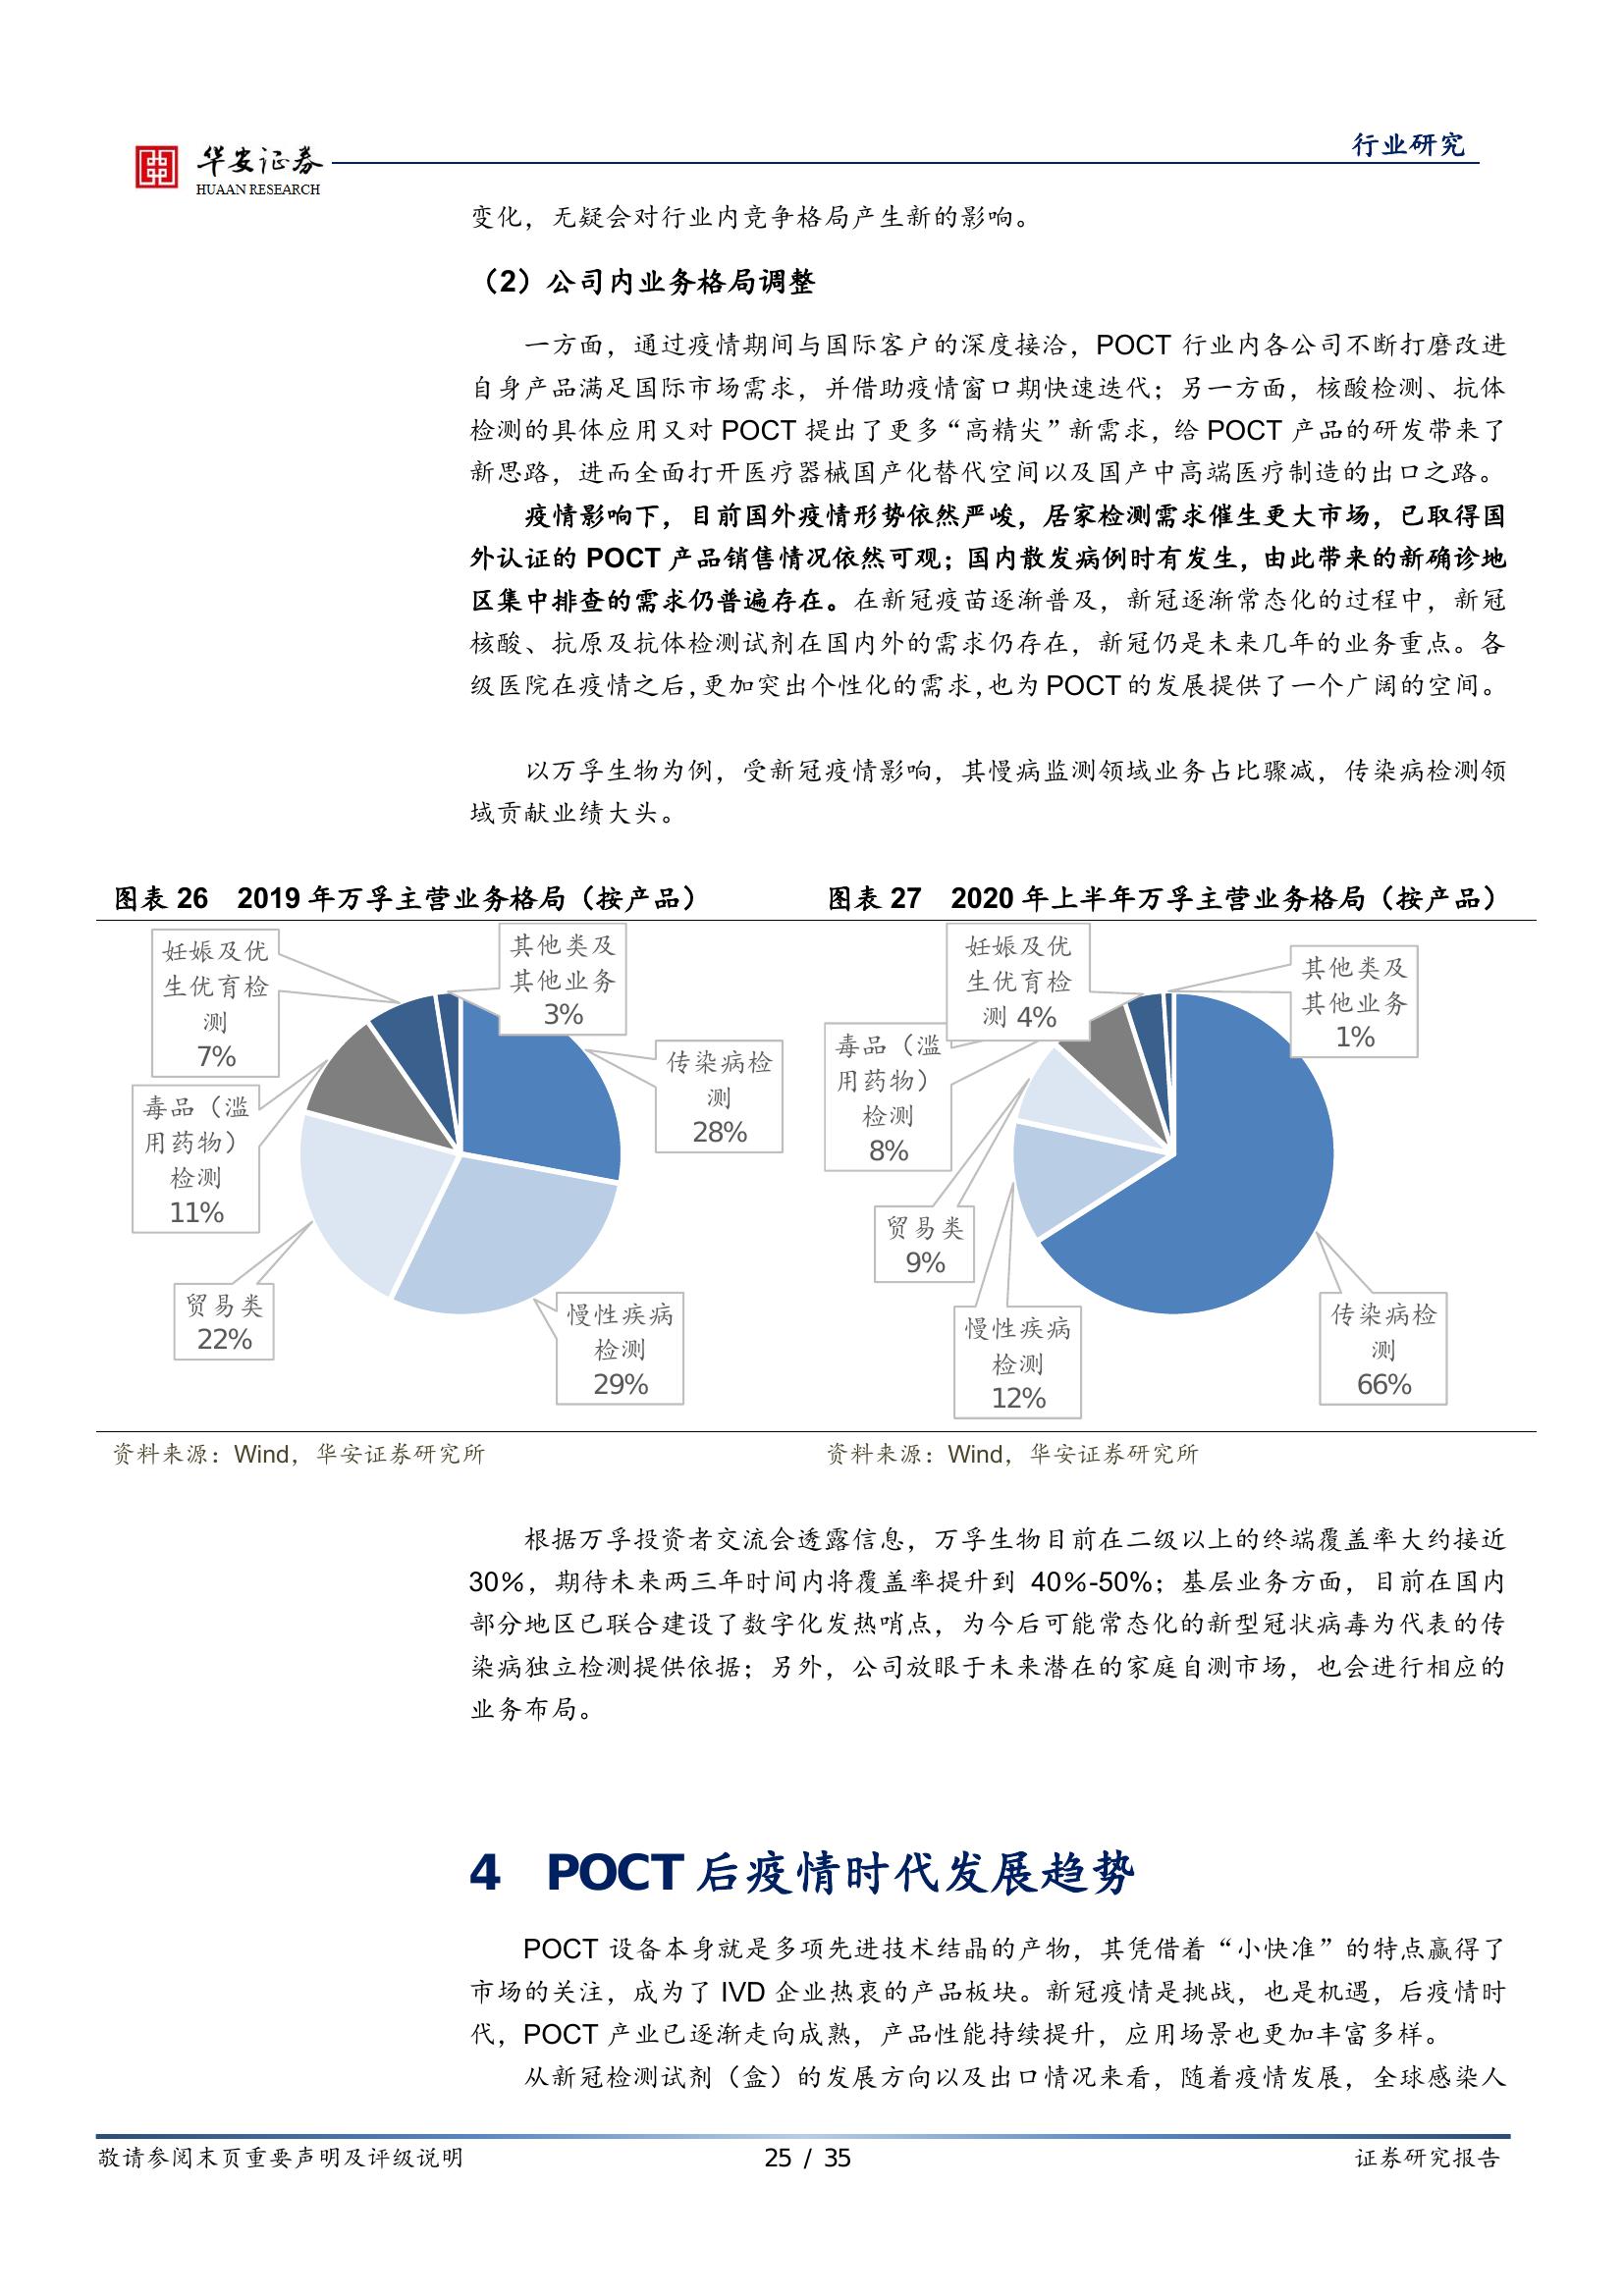 华安证券
HUAAN RESEARCH
行业研究
变化，无疑会对行业内竞争格局产生新的影响。
（2）公司内业务格局调整
一方面，通过疫情期间与国际客户的深度接洽，POCT 行业内各公司不断打磨改进
自身产品满足国际市场需求，并借助疫情窗口期快速迭代；另一方面，核酸检测、抗体
检测的具体应用又对 POCT 提出了更多“高精尖”新需求，给 POCT 产品的研发带来了
新思路，进而全面打开医疗器械国产化替代空间以及国产中高端医疗制造的出口之路。
疫情影响下，目前国外疫情形势依然严峻，居家检测需求催生更大市场，已取得国
外认证的 POCT 产品销售情况依然可观；国内散发病例时有发生，由此带来的新确诊地
区集中排查的需求仍普遍存在。在新冠疫苗逐渐普及，新冠逐渐常态化的过程中，新冠
核酸、抗原及抗体检测试剂在国内外的需求仍存在，新冠仍是未来几年的业务重点。各
级医院在疫情之后，更加突出个性化的需求，也为 POCT 的发展提供了一个广阔的空间。
以万孚生物为例，受新冠疫情影响，其慢病监测领域业务占比骤减，传染病检测领
域贡献业绩大头。
图表 26 2019 年万孚主营业务格局（按产品）
妊娠及优
生优育检
测
7%
其他类及
其他业务
3%
传染病检
测
28%
毒品（滥
用药物）
检测
11%
贸易类
22%
慢性疾病
检测
29%
资料来源：Wind，华安证券研究所
图表 27 2020 年上半年万孚主营业务格局（按产品）
妊娠及优
生优育检
测 4%
其他类及
其他业务
1%
毒品（滥
用药物）
检测
8%
贸易类
9%
慢性疾病
检测
12%
传染病检
测
66%
资料来源：Wind，华安证券研究所
根据万孚投资者交流会透露信息，万孚生物目前在二级以上的终端覆盖率大约接近
30%，期待未来两三年时间内将覆盖率提升到 40%-50%；基层业务方面，目前在国内
部分地区已联合建设了数字化发热哨点，为今后可能常态化的新型冠状病毒为代表的传
染病独立检测提供依据；另外，公司放眼于未来潜在的家庭自测市场，也会进行相应的
业务布局。
4 POCT 后疫情时代发展趋势
POCT 设备本身就是多项先进技术结晶的产物，其凭借着“小快准”的特点赢得了
市场的关注，成为了 IVD 企业热衷的产品板块。新冠疫情是挑战，也是机遇，后疫情时
代，POCT 产业已逐渐走向成熟，产品性能持续提升，应用场景也更加丰富多样。
从新冠检测试剂（盒）的发展方向以及出口情况来看，随着疫情发展，全球感染人
敬请参阅末页重要声明及评级说明
25 / 35
证券研究报告